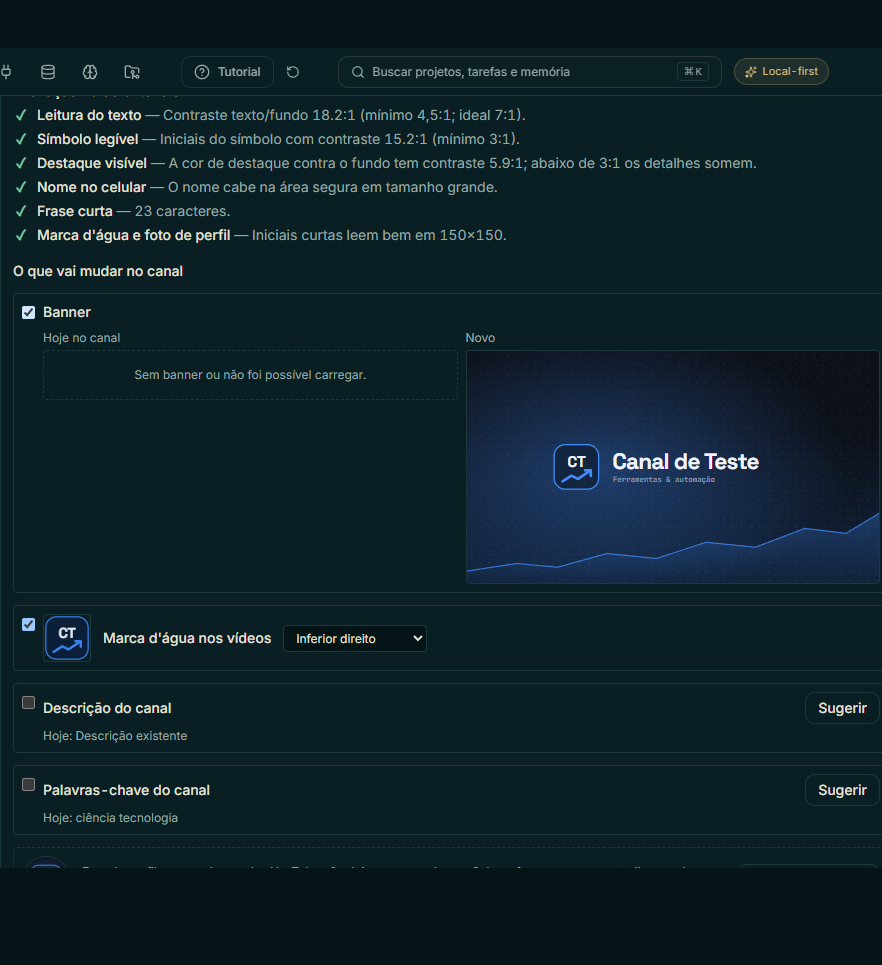 Tutorial
Buscar projetos, tarefas e memória
⌘K
Local-first
✓ Leitura do texto — Contraste texto/fundo 18.2:1 (mínimo 4,5:1; ideal 7:1).
✓ Símbolo legível — Iniciais do símbolo com contraste 15.2:1 (mínimo 3:1).
✓ Destaque visível — A cor de destaque contra o fundo tem contraste 5.9:1; abaixo de 3:1 os detalhes somem.
✓ Nome no celular — O nome cabe na área segura em tamanho grande.
✓ Frase curta — 23 caracteres.
✓ Marca d'água e foto de perfil — Iniciais curtas leem bem em 150×150.
O que vai mudar no canal
Banner
Hoje no canal
Sem banner ou não foi possível carregar.
Novo
CT
Canal de Teste
Ferramentas & automação
CT
Marca d'água nos vídeos
Inferior direito
Descrição do canal
Sugerir
Hoje: Descrição existente
Palavras-chave do canal
Sugerir
Hoje: ciência tecnologia